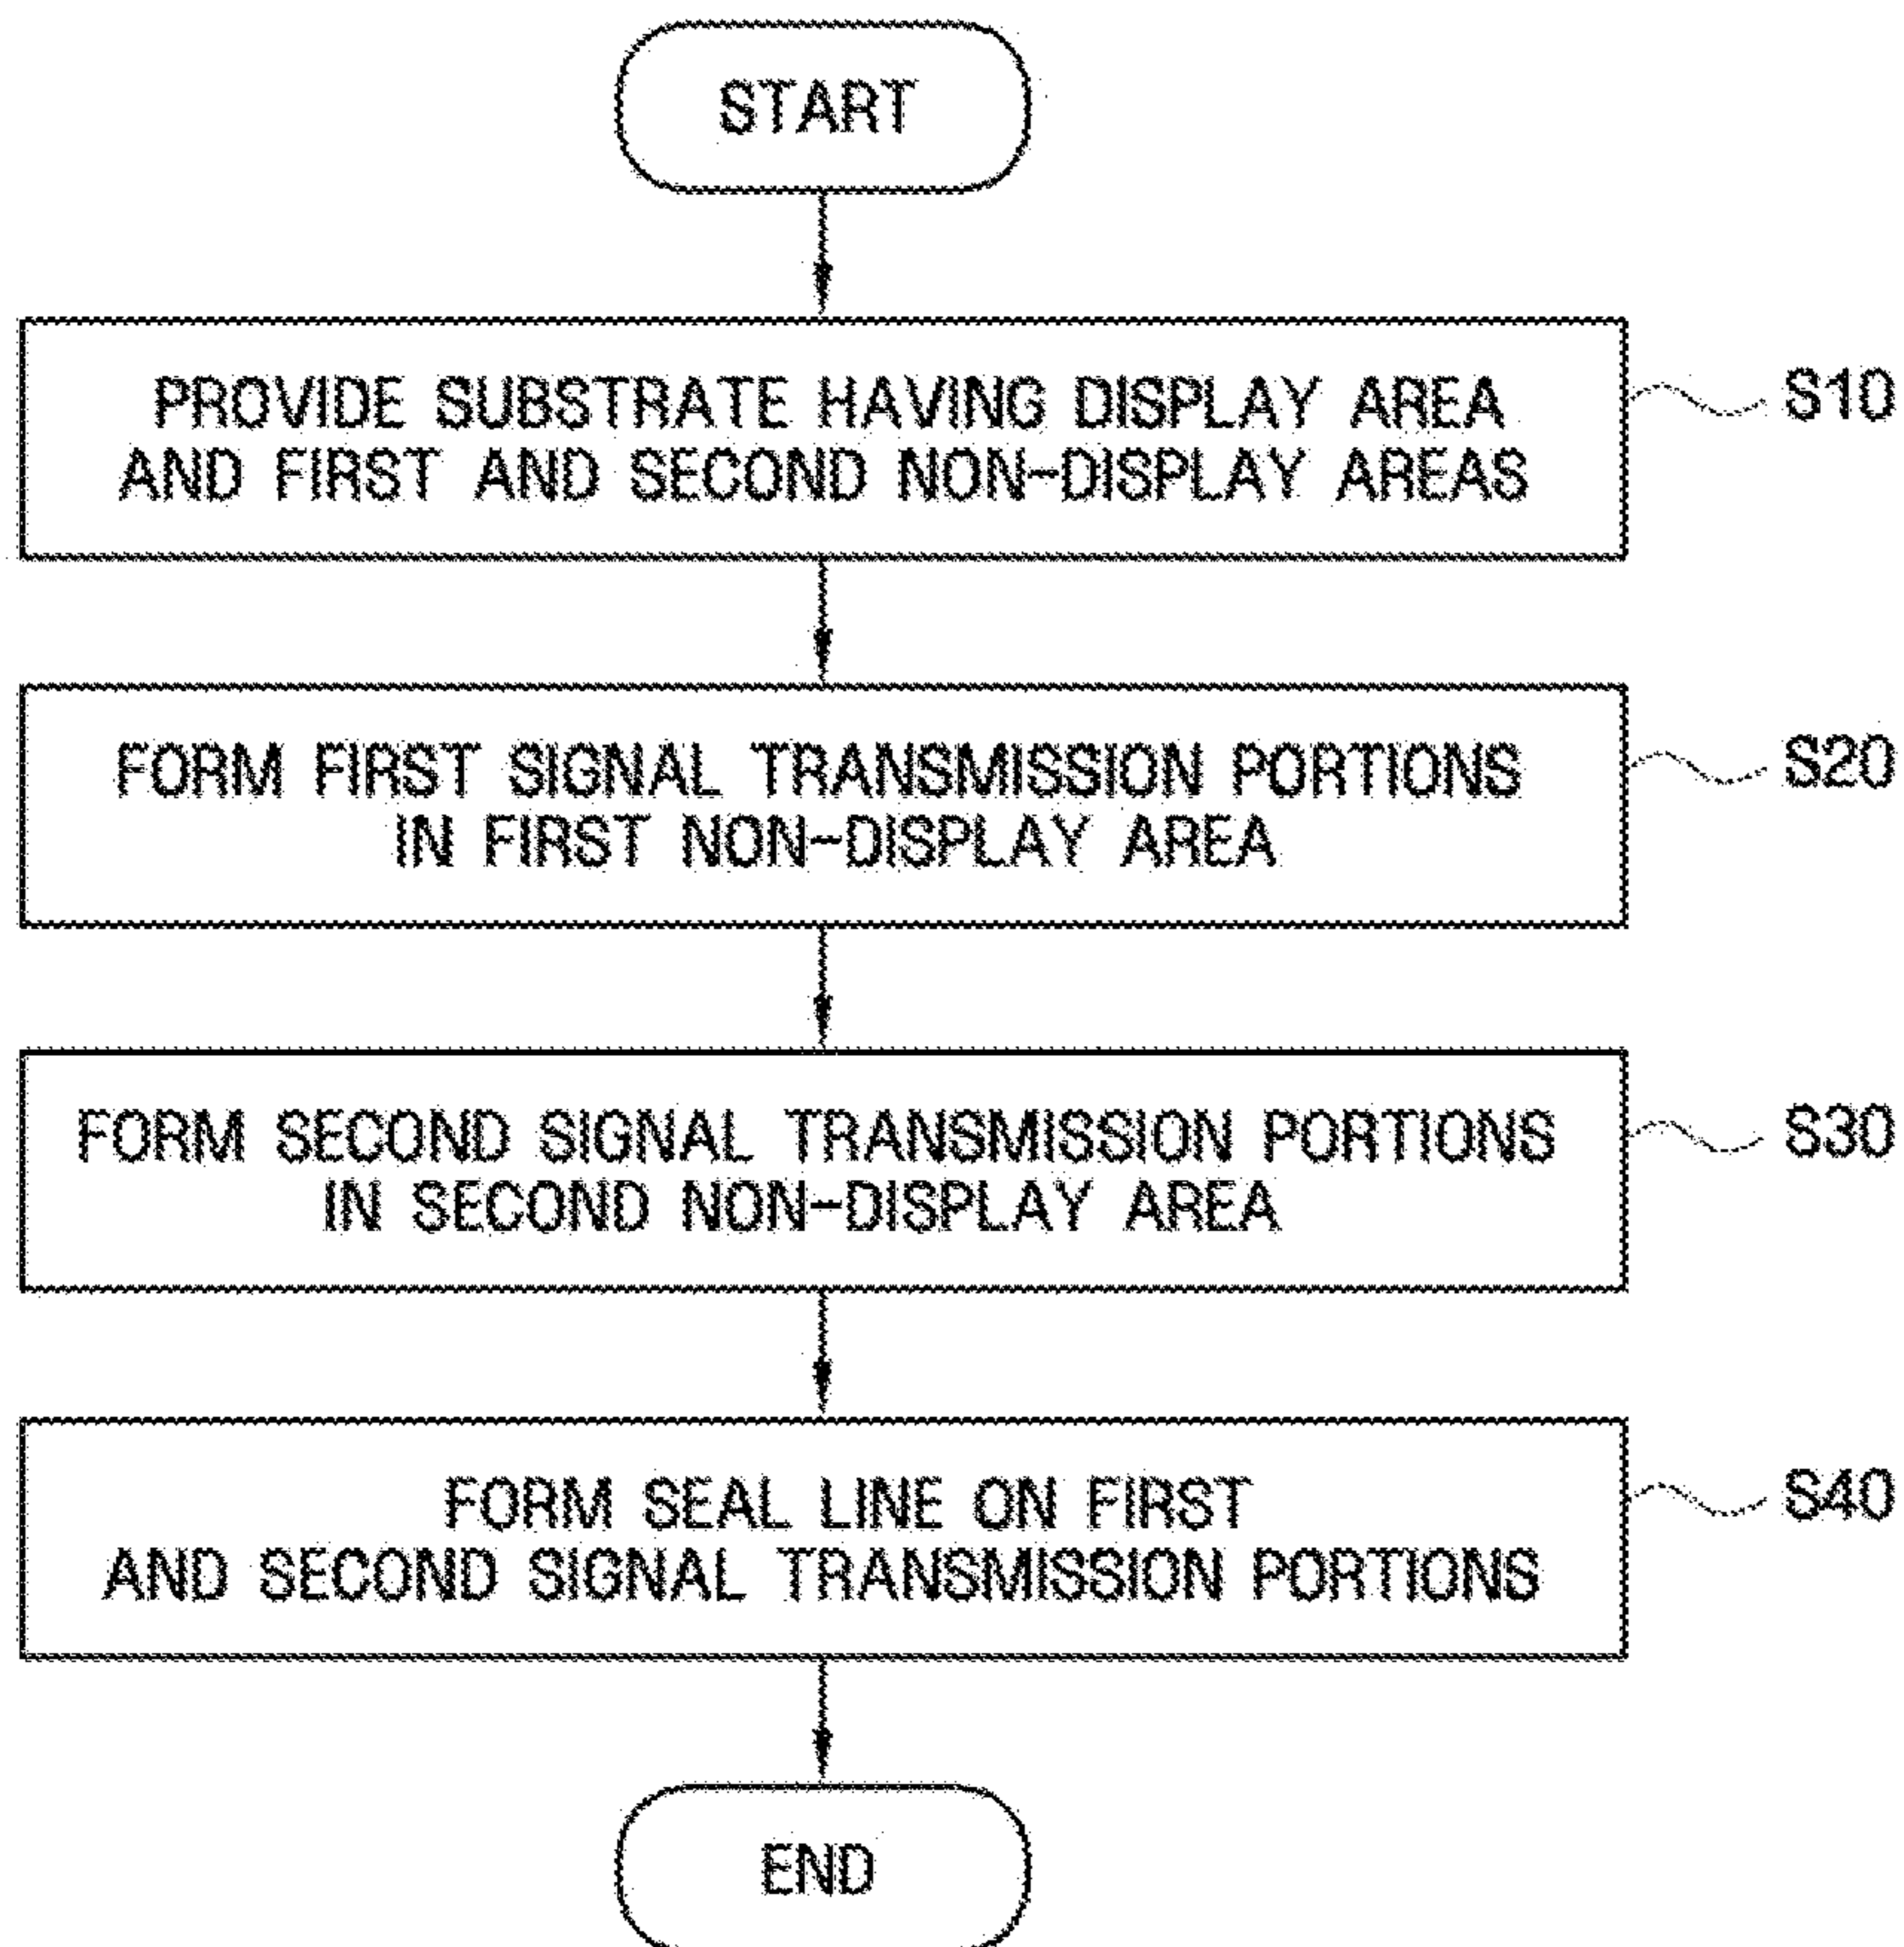 START
PROVIDE SUBSTRATE HAVING DISPLAY AREA
AND FIRST AND SECOND NON-DISPLAY AREAS
S10
FORM FIRST SIGNAL TRANSMISSION PORTIONS
IN FIRST NON-DISPLAY AREA
S20
FORM SECOND SIGNAL TRANSMISSION PORTIONS
IN SECOND NON-DISPLAY AREA
S30
FORM SEAL LINE ON FIRST
AND SECOND SIGNAL TRANSMISSION PORTIONS
S40
END